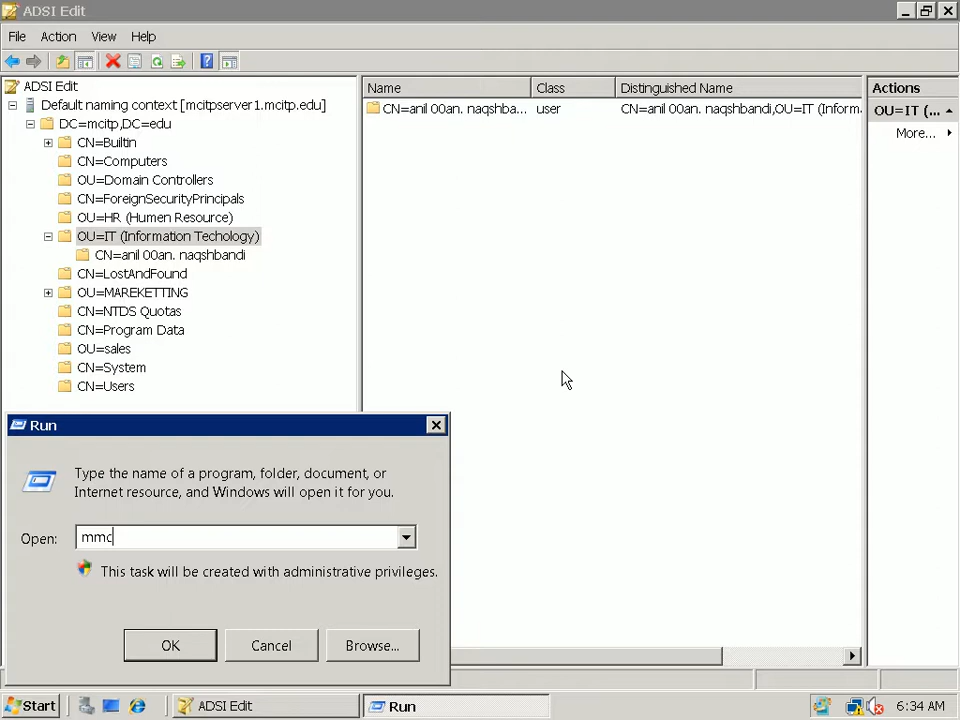 ADSI Edit
File Action View Help
ADSI Edit
Default naming context [mcitpserver1.mcitp.edu]
DC=mcitp,DC=edu
CN=Builtin
CN=Computers
OU=Domain Controllers
CN=ForeignSecurityPrincipals
OU=HR (Humen Resource)
OU=IT (Information Techology)
CN=anil 00an. naqshbandi
CN=LostAndFound
OU=MAREKETTING
CN=NTDS Quotas
CN=Program Data
OU=sales
CN=System
CN=Users
Name Class Distinguished Name
CN=anil 00an. naqshba... user CN=anil 00an. naqshbandi,OU=IT (Inform
Actions
OU=IT (...
More...
Run
Type the name of a program, folder, document, or
Internet resource, and Windows will open it for you.
Open: mmc
This task will be created with administrative privileges.
OK Cancel Browse...
Start ADSI Edit Run 6:34 AM